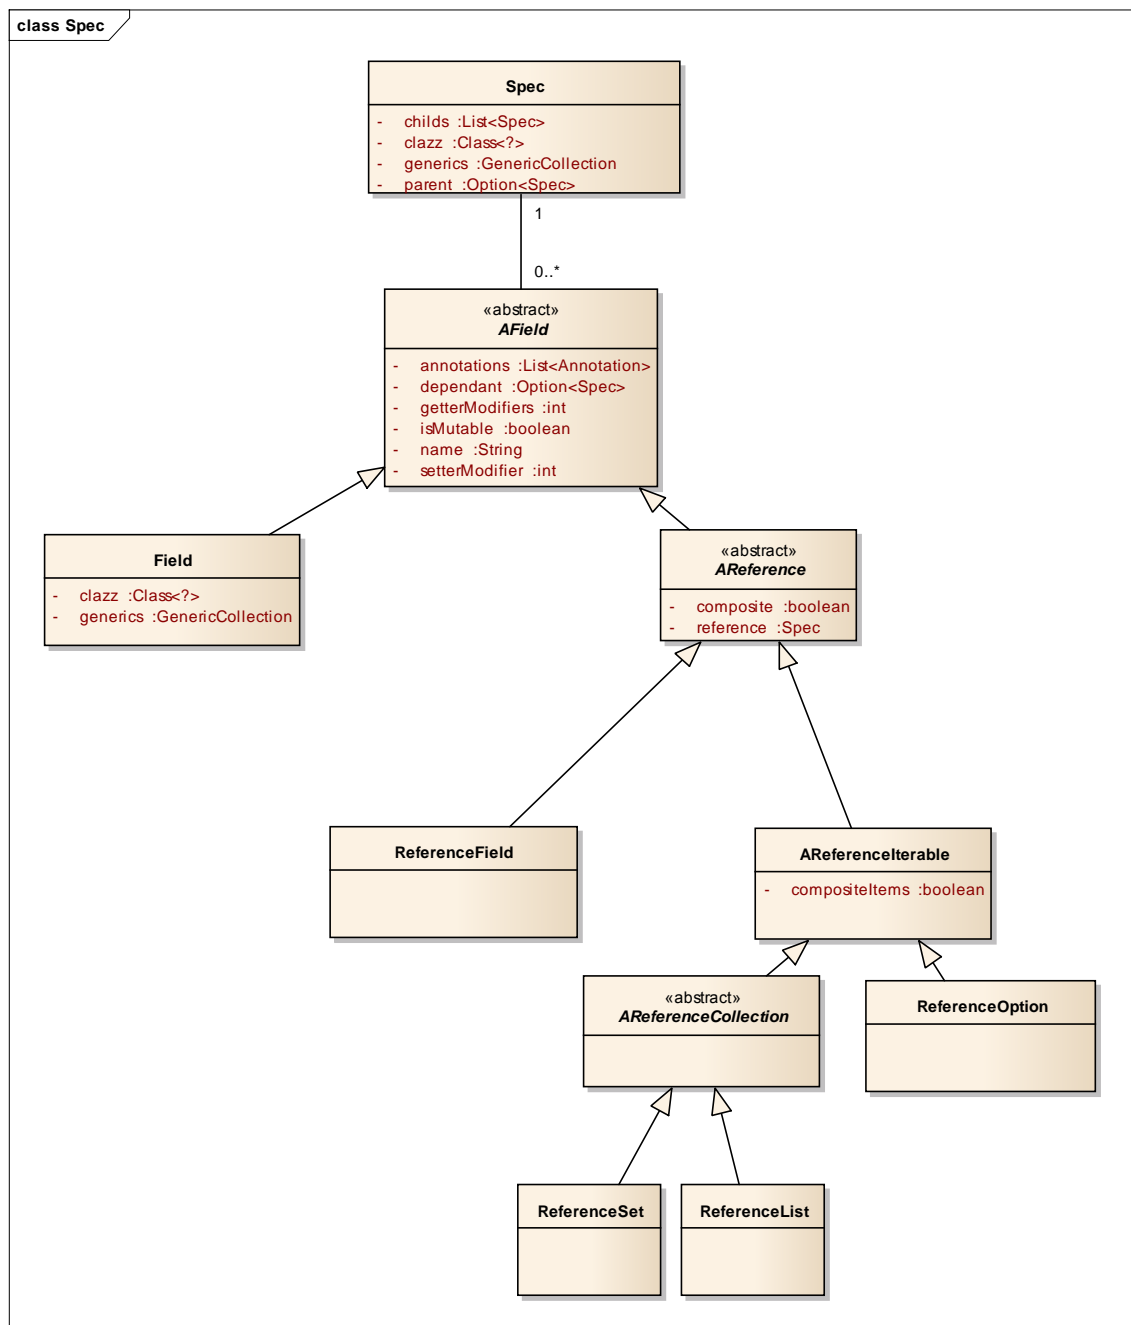 class Spec
Spec
- childs :List<Spec>
- clazz :Class<?>
- generics :GenericCollection
- parent :Option<Spec>
1
0..*
«abstract»
AField
- annotations :List<Annotation>
- dependant :Option<Spec>
- getterModifiers :int
- isMutable :boolean
- name :String
- setterModifier :int
Field
- clazz :Class<?>
- generics :GenericCollection
«abstract»
AReference
- composite :boolean
- reference :Spec
ReferenceField
AReferenceIterable
- compositeItems :boolean
«abstract»
AReferenceCollection
ReferenceOption
ReferenceSet
ReferenceList